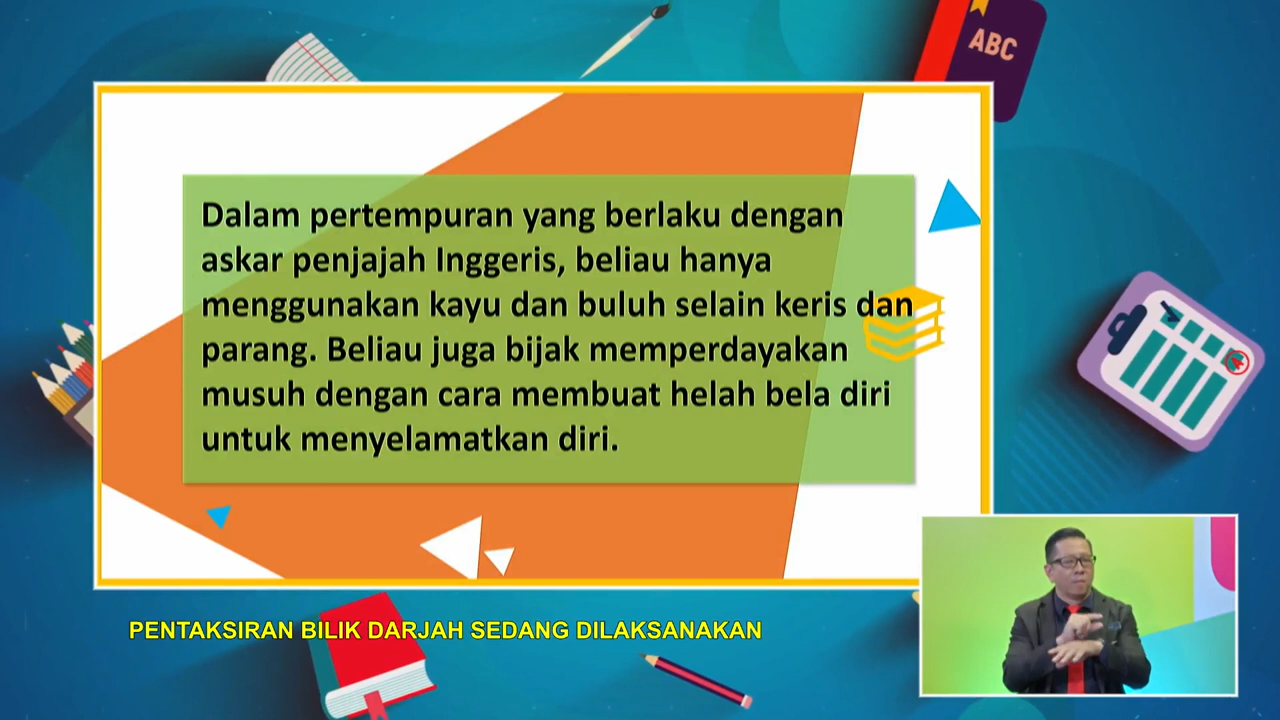 ABC
Dalam pertempuran yang berlaku dengan
askar penjajah Inggeris, beliau hanya
menggunakan kayu dan buluh selain keris dan
parang. Beliau juga bijak memperdayakan
musuh dengan cara membuat helah bela diri
untuk menyelamatkan diri.
PENTAKSIRAN BILIK DARJAH SEDANG DILAKSANAKAN